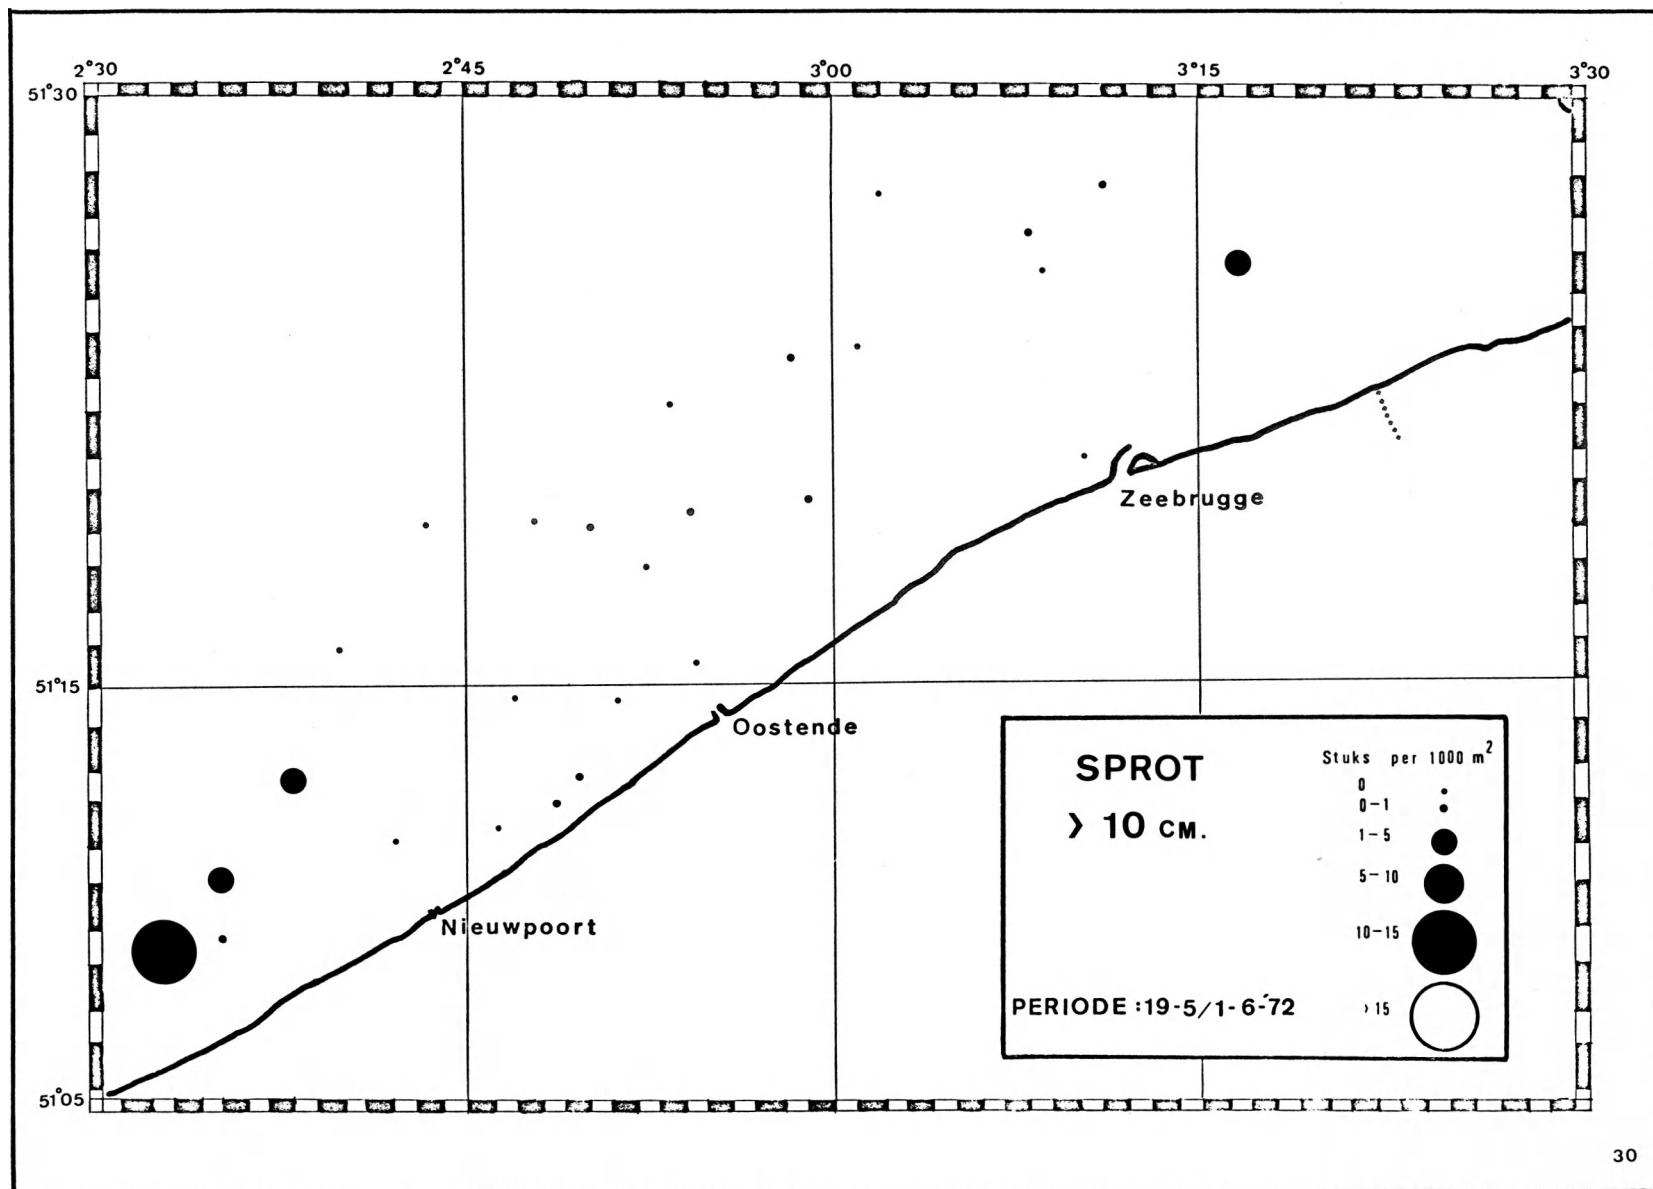 2°30 2°45 3°00 3°15 3°30
51°30
Zeebrugge
51°15
Oostende
SPROT
> 10 CM.
Stuks per 1000 m²
0
0-1
1-5
5-10
10-15
>15
PERIODE :19-5/1-6-'72
Nieuwpoort
51°05
30